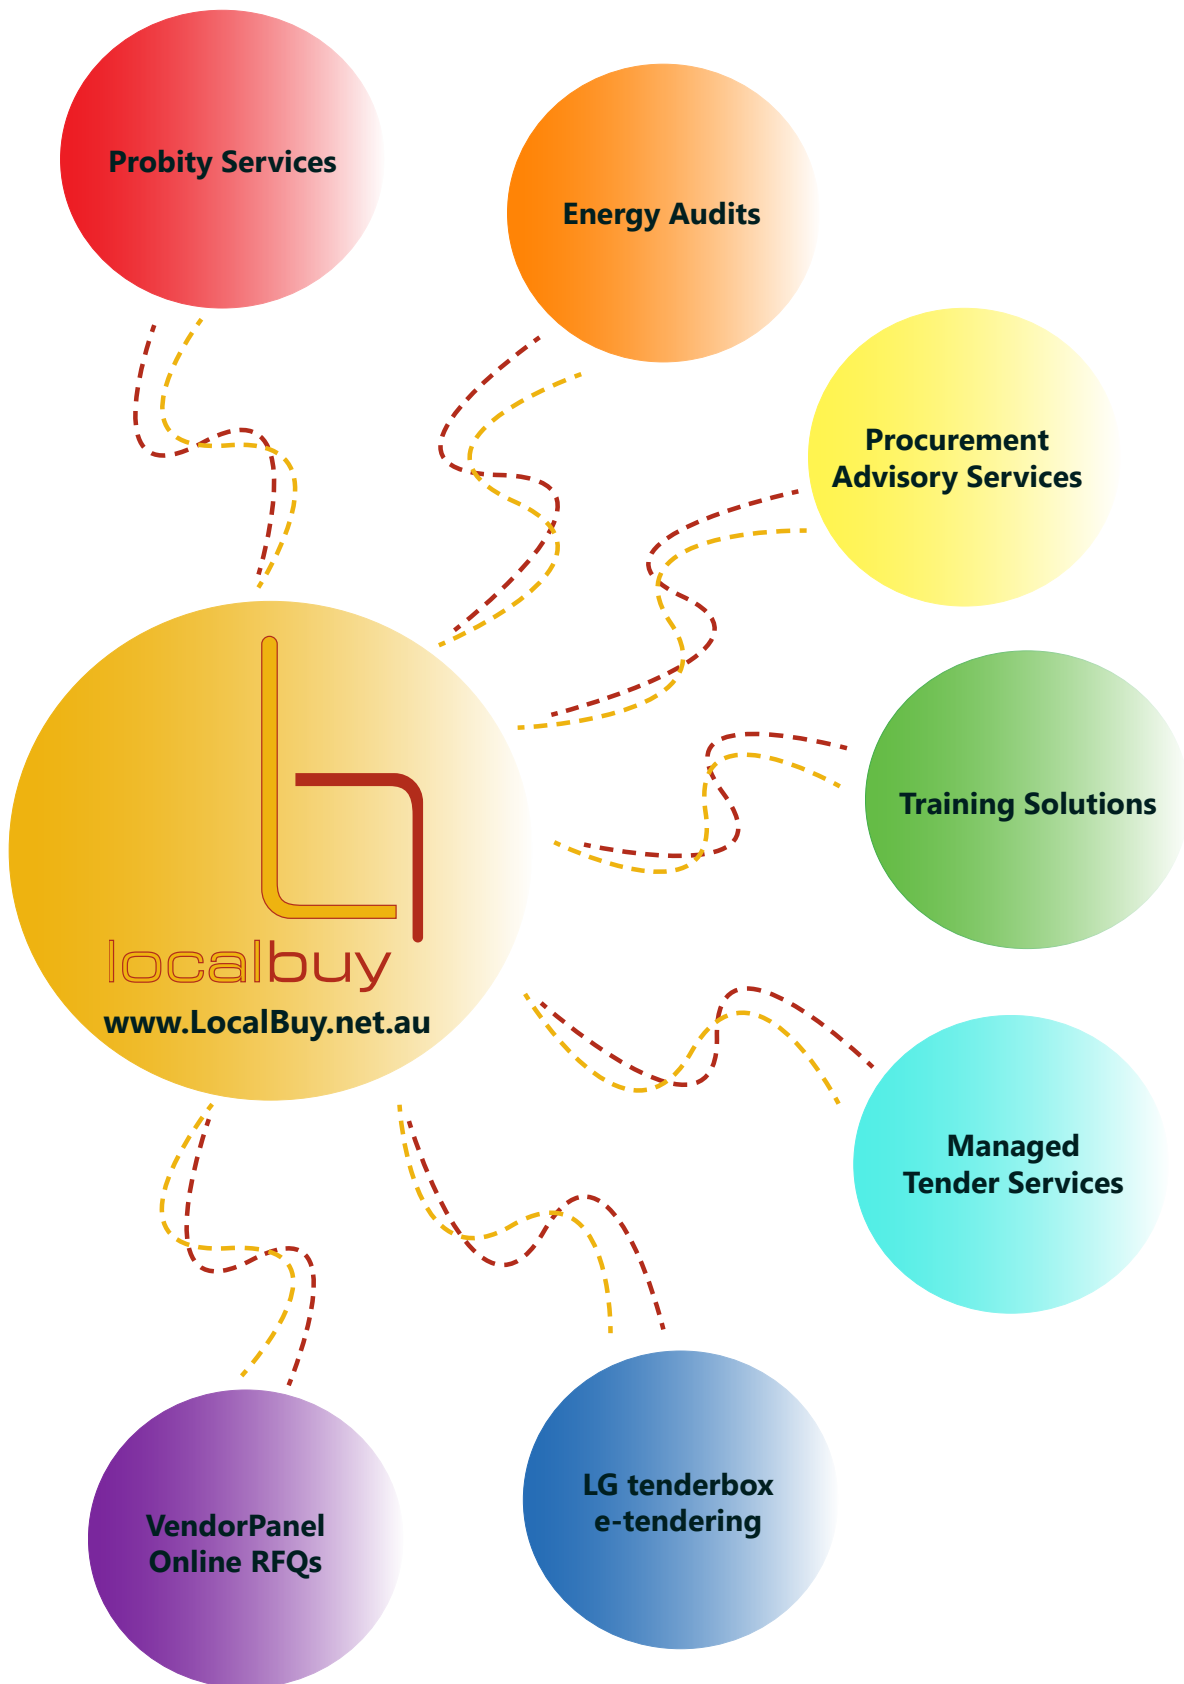 Probity Services
Energy Audits
Procurement
Advisory Services
Training Solutions
localbuy
www.LocalBuy.net.au
Managed
Tender Services
LG tenderbox
e-tendering
VendorPanel
Online RFQs